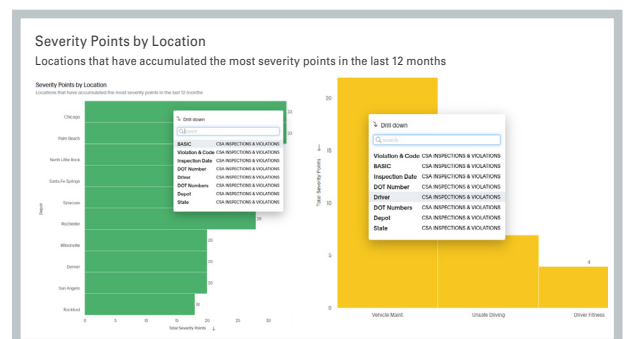 Severity Points by Location
Locations that have accumulated the most severity points in the last 12 months
Severity Points by Location
Locations that have accumulated the most severity points in the last 12 months
Depot
Chicago
Palm Beach
North Little Rock
Santa Fe Springs
Syracuse
Rochester
Wilsonville
Denver
San Angelo
Rockford
33
33
28
20
20
20
18
0 5 10 15 20 25 30
Total Severity Points ↓
Drill down
Search
BASIC CSA INSPECTIONS & VIOLATIONS
Violation & Code CSA INSPECTIONS & VIOLATIONS
Inspection Date CSA INSPECTIONS & VIOLATIONS
DOT Number CSA INSPECTIONS & VIOLATIONS
Driver CSA INSPECTIONS & VIOLATIONS
DOT Numbers CSA INSPECTIONS & VIOLATIONS
Depot CSA INSPECTIONS & VIOLATIONS
State CSA INSPECTIONS & VIOLATIONS
Total Severity Points ↓
20
15
10
5
0
Drill down
Search
Violation & Code CSA INSPECTIONS & VIOLATIONS
BASIC CSA INSPECTIONS & VIOLATIONS
Inspection Date CSA INSPECTIONS & VIOLATIONS
DOT Number CSA INSPECTIONS & VIOLATIONS
Driver CSA INSPECTIONS & VIOLATIONS
DOT Numbers CSA INSPECTIONS & VIOLATIONS
Depot CSA INSPECTIONS & VIOLATIONS
State CSA INSPECTIONS & VIOLATIONS
4
Vehicle Maint. Unsafe Driving Driver Fitness